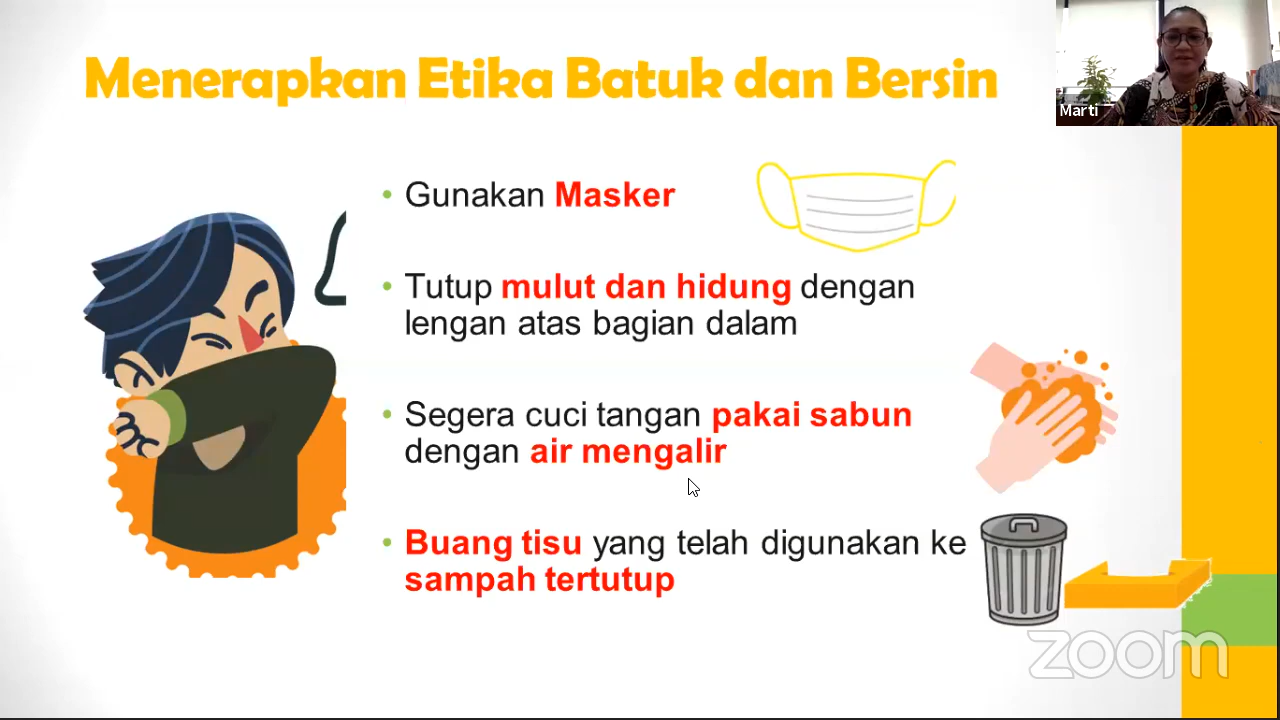 Menerapkan Etika Batuk dan Bersin
Marti
• Gunakan Masker
• Tutup mulut dan hidung dengan
lengan atas bagian dalam
• Segera cuci tangan pakai sabun
dengan air mengalir
• Buang tisu yang telah digunakan ke
sampah tertutup
zoom